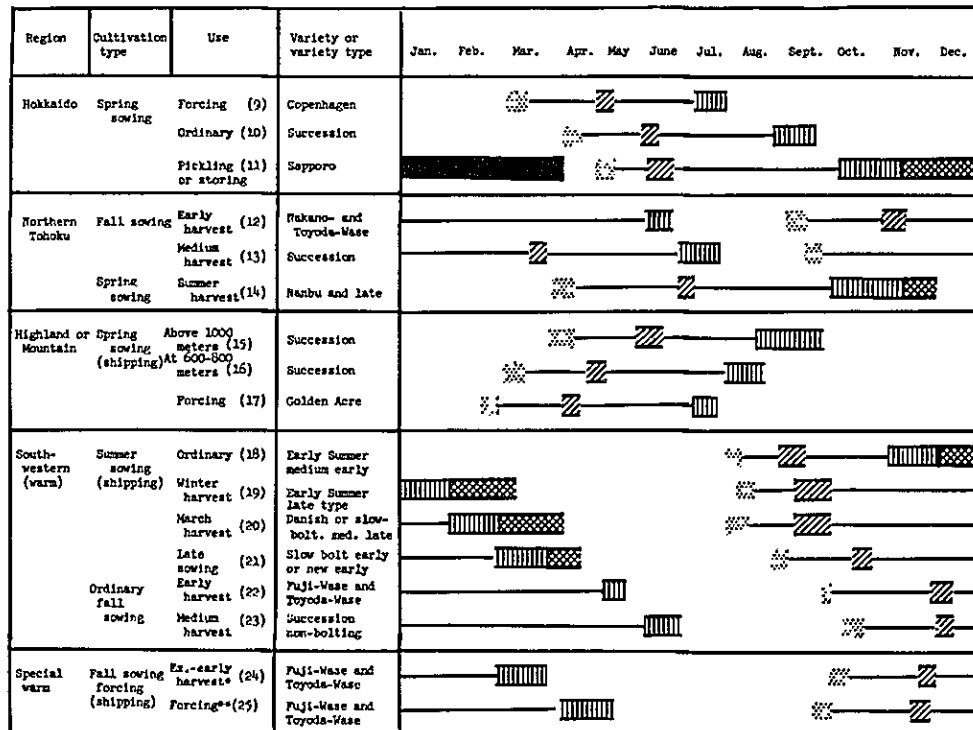 Region Cultivation type Use Variety or variety type Jan. Feb. Mar. Apr. May June Jul. Aug. Sept. Oct. Nov. Dec.
Hokkaido Spring sowing Forcing (9) Copenhagen
Ordinary (10) Succession
Pickling or storing (11) Sapporo
Northern Tohoku Fall sowing Early harvest (12) Nakano- and Toyoda-Wase
Medium harvest (13) Succession
Spring sowing Summer harvest (14) Nanbu and late
Highland or Mountain Spring sowing (shipping) Above 1000 meters (15) Succession
At 600-800 meters (16) Succession
Forcing (17) Golden Acre
South-western (warm) Summer sowing (shipping) Ordinary (18) Early Summer medium early
Winter harvest (19) Early Summer late type
March harvest (20) Danish or slow-bolt. med. late
Late sowing (21) Slow bolt early or new early
Ordinary fall sowing Early harvest (22) Fuji-Wase and Toyoda-Wase
Medium harvest (23) Succession non-bolting
Special warm Fall sowing forcing (shipping) Ex.-early harvest* (24) Fuji-Wase and Toyoda-Wase
Forcing** (25) Fuji-Wase and Toyoda-Wase